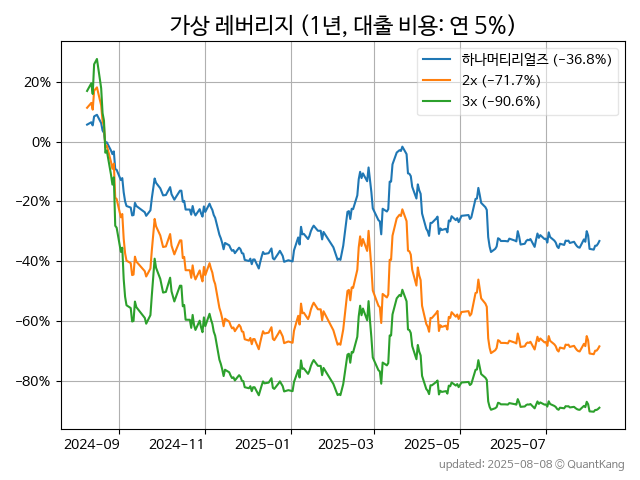 가상 레버리지 (1년, 대출 비용: 연 5%)
하나머티리얼즈 (−36.8%)
2x (−71.7%)
3x (−90.6%)
20%
0%
−20%
−40%
−60%
−80%
2024-09
2024-11
2025-01
2025-03
2025-05
2025-07
updated: 2025-08-08 © QuantKang